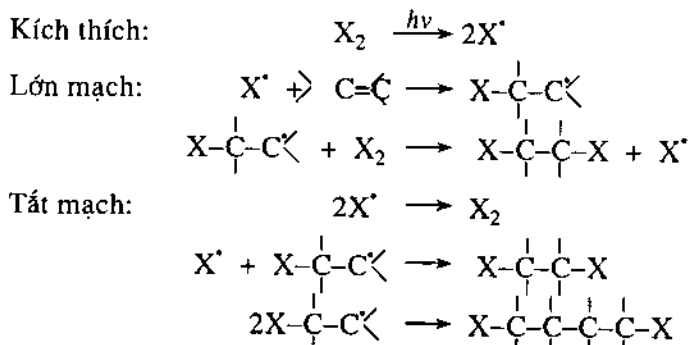 Kích thích: X₂ —hν→ 2X•
Lớn mạch: X• + >C=C< → X–C–C•<
X–C–C•< + X₂ → X–C–C–X + X•
Tắt mạch: 2X• → X₂
X• + X–C–C•< → X–C–C–X
2X–C–C•< → X–C–C–C–C–X